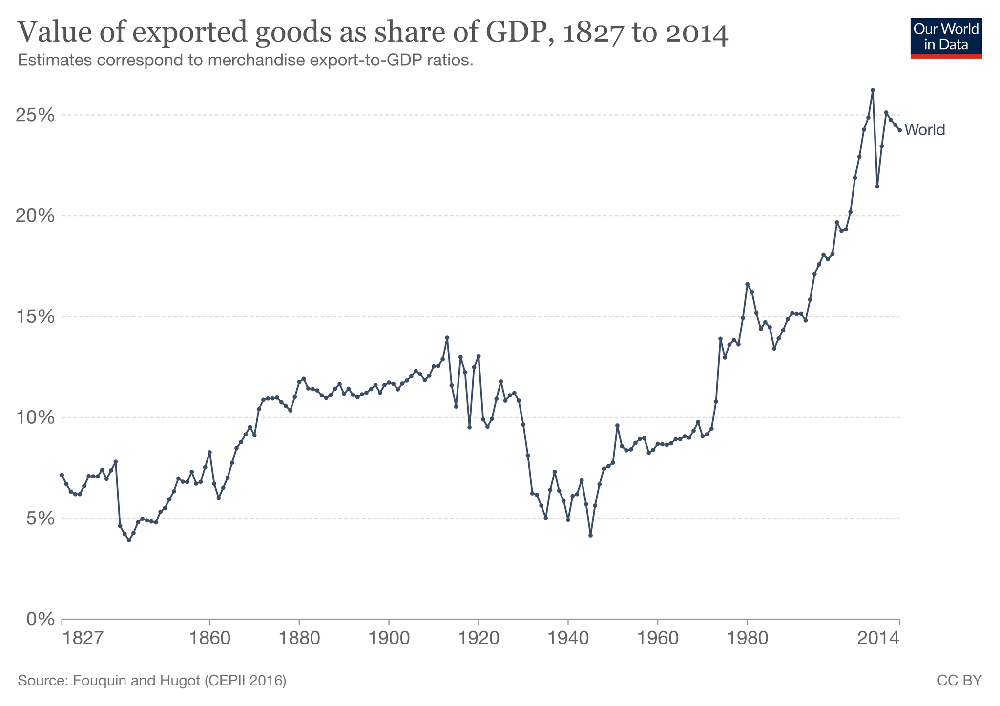 Value of exported goods as share of GDP, 1827 to 2014
Estimates correspond to merchandise export-to-GDP ratios.
Our World
in Data
25%
World
20%
15%
10%
5%
0%
1827 1860 1880 1900 1920 1940 1960 1980 2014
Source: Fouquin and Hugot (CEPII 2016)
CC BY